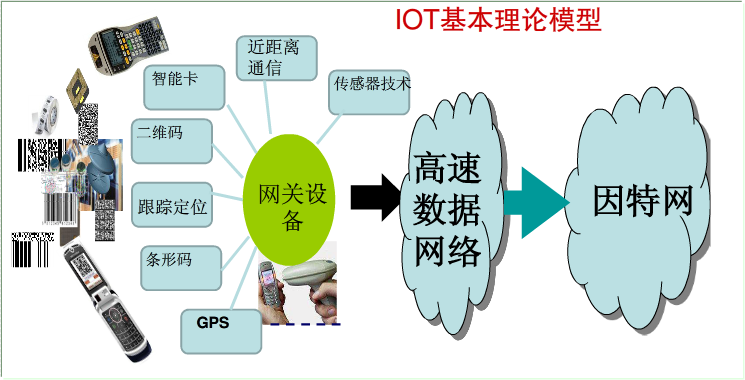 IOT基本理论模型
近距离
通信
智能卡
传感器技术
二维码
跟踪定位
条形码
GPS
网关设
备
高速
数据
网络
因特网